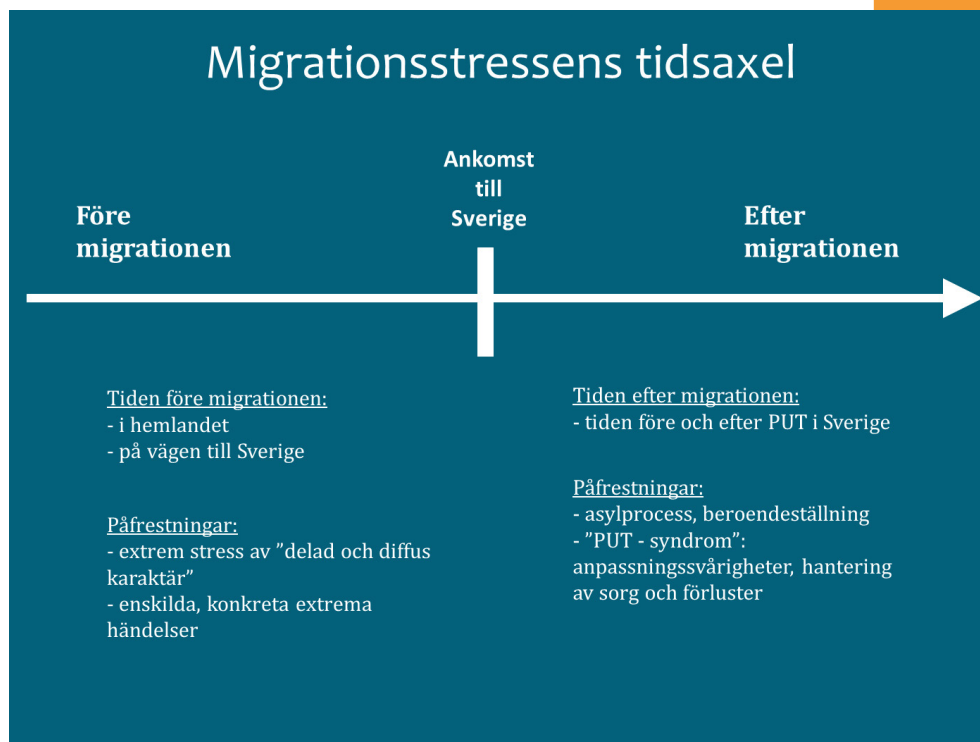 Migrationsstressens tidsaxel
Ankomst
till
Sverige
Före
migrationen
Efter
migrationen
Tiden före migrationen:
- i hemlandet
- på vägen till Sverige
Påfrestningar:
- extrem stress av ”delad och diffus
karaktär”
- enskilda, konkreta extrema
händelser
Tiden efter migrationen:
- tiden före och efter PUT i Sverige
Påfrestningar:
- asylprocess, beroendeställning
- ”PUT - syndrom”:
anpassningssvårigheter, hantering
av sorg och förluster